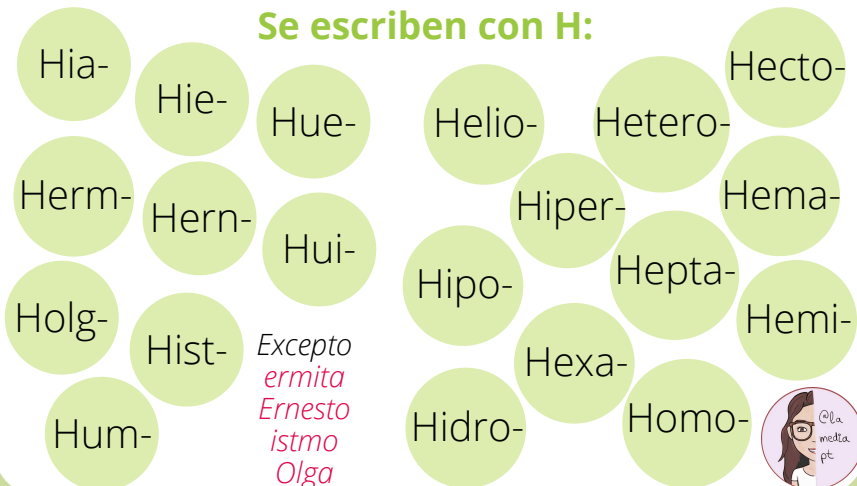 Se escriben con H:
Hia-
Hie-
Hue-
Herm-
Hern-
Hui-
Holg-
Hist-
Hum-
Excepto
ermita
Ernesto
istmo
Olga
Helio-
Hetero-
Hecto-
Hiper-
Hema-
Hipo-
Hepta-
Hemi-
Hexa-
Hidro-
Homo-
@la
media
pt